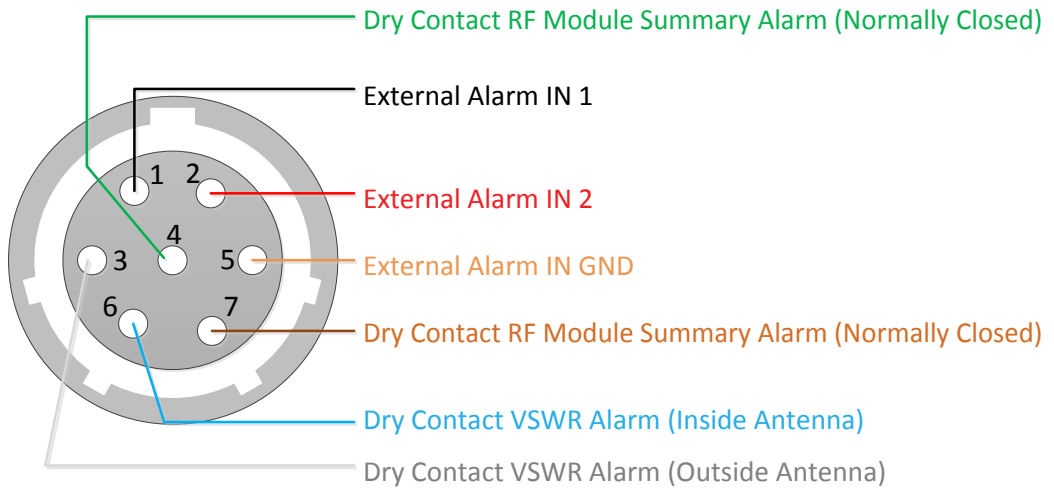 Dry Contact RF Module Summary Alarm (Normally Closed)
External Alarm IN 1
1
2
External Alarm IN 2
4
3
5
External Alarm IN GND
6
7
Dry Contact RF Module Summary Alarm (Normally Closed)
Dry Contact VSWR Alarm (Inside Antenna)
Dry Contact VSWR Alarm (Outside Antenna)